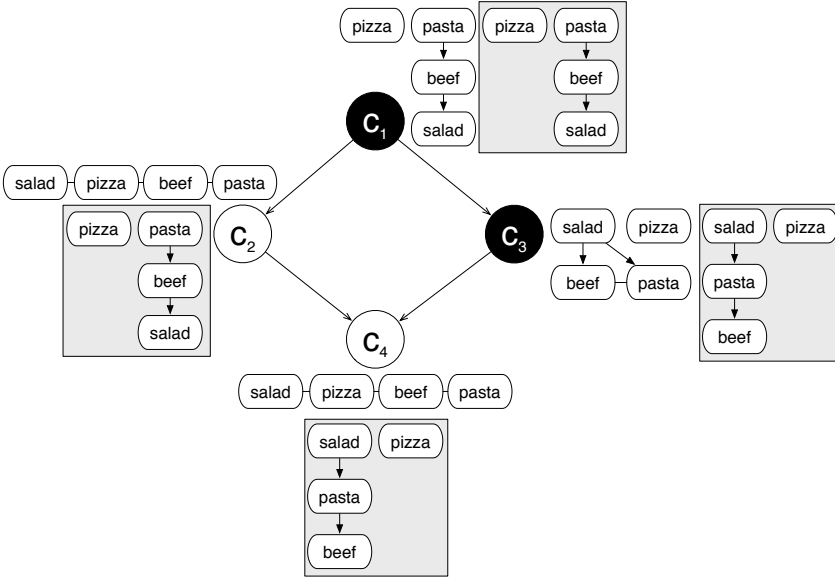 pizza pasta pizza pasta
beef beef
C1 salad salad
salad pizza beef pasta
pizza pasta C2 C3 salad pizza salad pizza
beef beef pasta pasta
salad C4 beef
salad pizza beef pasta
salad pizza
pasta
beef